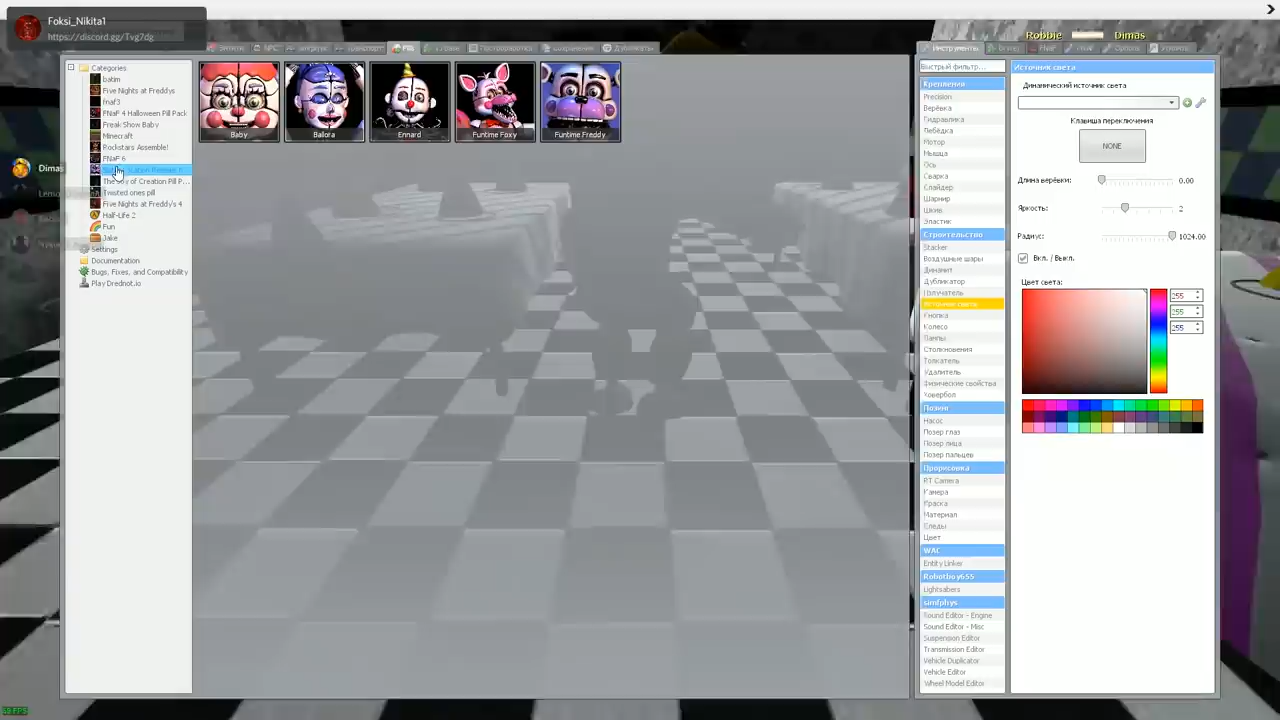 Foksi_Nikita1
https://discord.gg/Tvg7dg
Robbie
Dimas
NPC
Categories
batim
Five Nights at Freddys
fnaf3
FNaF 4 Halloween Pill Pack
Freak Show Baby
Minecraft
Rockstars Assemble!
FNaF 6
The Joy of Creation Pill P...
Twisted ones pill
Five Nights at Freddy's 4
Half-Life 2
Fun
Jake
Settings
Documentation
Bugs, Fixes, and Compatibility
Play Drednot.io
Dimas
Baby
Ballora
Ennard
Funtime Foxy
Funtime Freddy
Инструменты
Быстрый фильтр...
Крепления
Precision
Верёвка
Гидравлика
Лебёдка
Мотор
Мышца
Ось
Сварка
Слайдер
Шарнир
Шкив
Эластик
Строительство
Stacker
Воздушные шары
Динамит
Дубликатор
Излучатель
Источник света
Кнопка
Колесо
Лампы
Столкновения
Толкатель
Удалитель
Физические свойства
Ховербол
Позинг
Насос
Позер глаз
Позер лица
Позер пальцев
Прорисовка
RT Camera
Камера
Краска
Материал
Следы
Цвет
WAC
Entity Linker
Robotboy655
Lightsabers
simfphys
Sound Editor - Engine
Sound Editor - Misc
Suspension Editor
Transmission Editor
Vehicle Duplicator
Vehicle Editor
Wheel Model Editor
Источник света
Динамический источник света
Клавиша переключения
NONE
Длина верёвки: 0.00
Яркость: 2
Радиус: 1024.00
Вкл. / Выкл.
Цвет света:
255
255
255